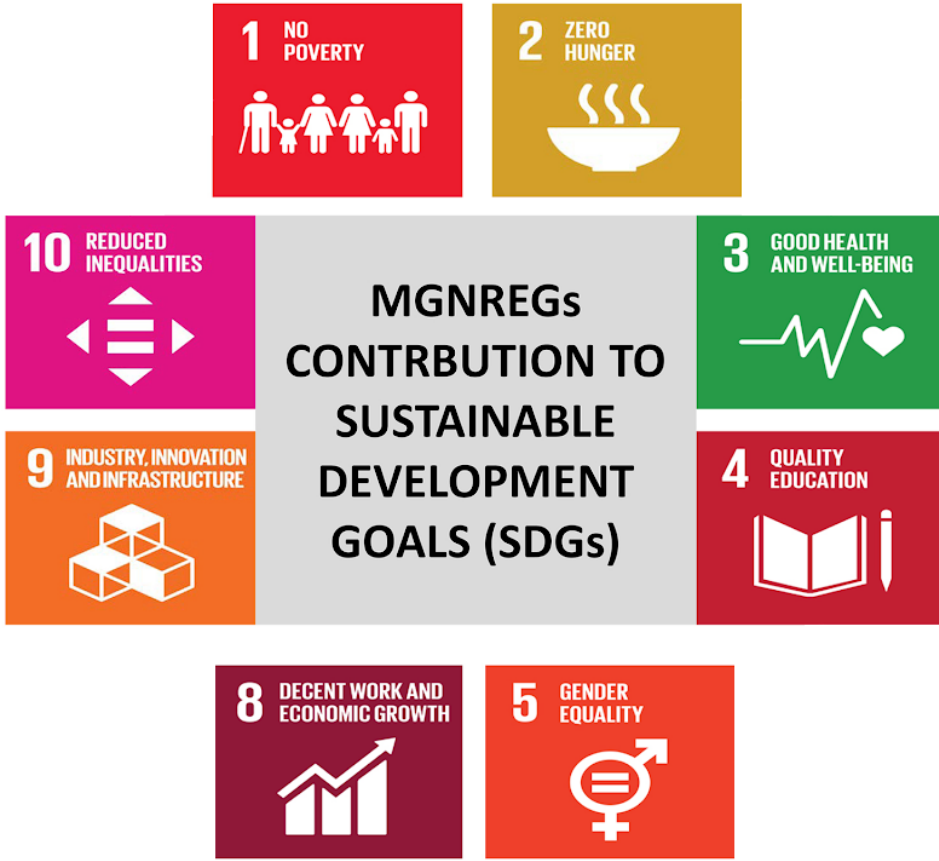 1 NO
POVERTY
2 ZERO
HUNGER
10 REDUCED
INEQUALITIES
MGNREGs
CONTRBUTION TO
SUSTAINABLE
DEVELOPMENT
GOALS (SDGs)
3 GOOD HEALTH
AND WELL-BEING
9 INDUSTRY, INNOVATION
AND INFRASTRUCTURE
4 QUALITY
EDUCATION
8 DECENT WORK AND
ECONOMIC GROWTH
5 GENDER
EQUALITY